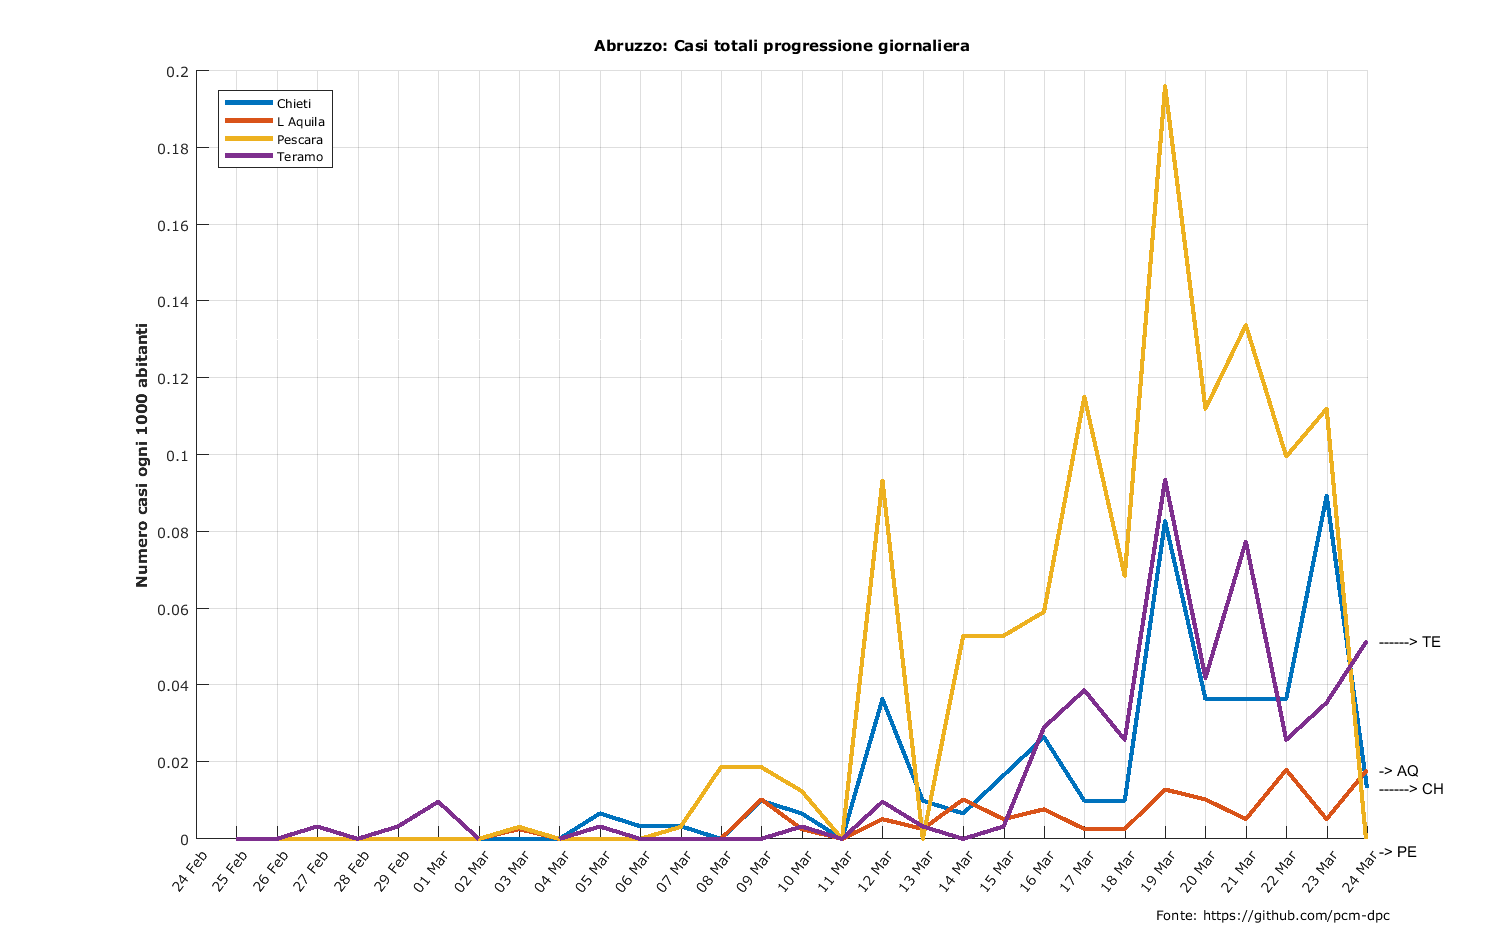 Abruzzo: Casi totali progressione giornaliera
Numero casi ogni 1000 abitanti
0.2
0.18
0.16
0.14
0.12
0.1
0.08
0.06
0.04
0.02
0
Chieti
L Aquila
Pescara
Teramo
------> TE
-> AQ
------> CH
-> PE
24 Feb
25 Feb
26 Feb
27 Feb
28 Feb
29 Feb
01 Mar
02 Mar
03 Mar
04 Mar
05 Mar
06 Mar
07 Mar
08 Mar
09 Mar
10 Mar
11 Mar
12 Mar
13 Mar
14 Mar
15 Mar
16 Mar
17 Mar
18 Mar
19 Mar
20 Mar
21 Mar
22 Mar
23 Mar
24 Mar
Fonte: https://github.com/pcm-dpc